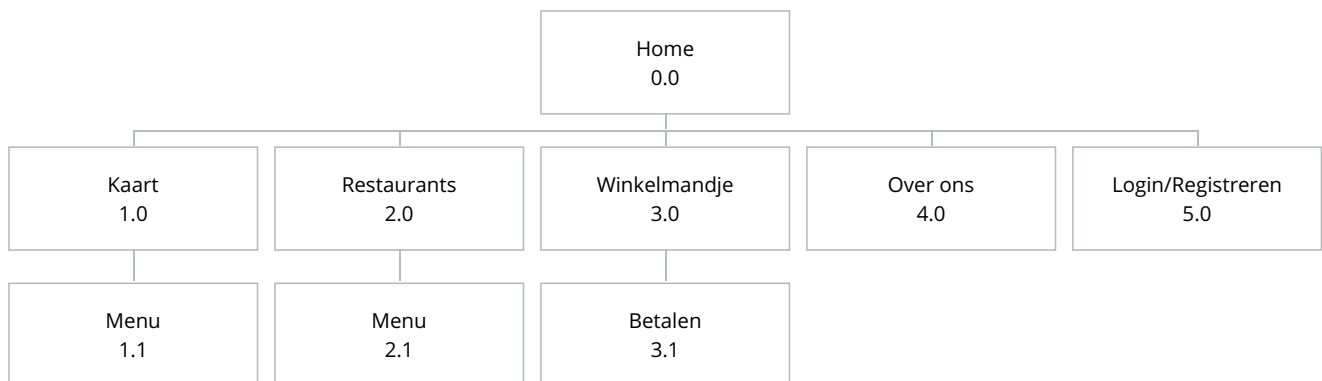 Home
0.0
Kaart
1.0
Restaurants
2.0
Winkelmandje
3.0
Over ons
4.0
Login/Registreren
5.0
Menu
1.1
Menu
2.1
Betalen
3.1